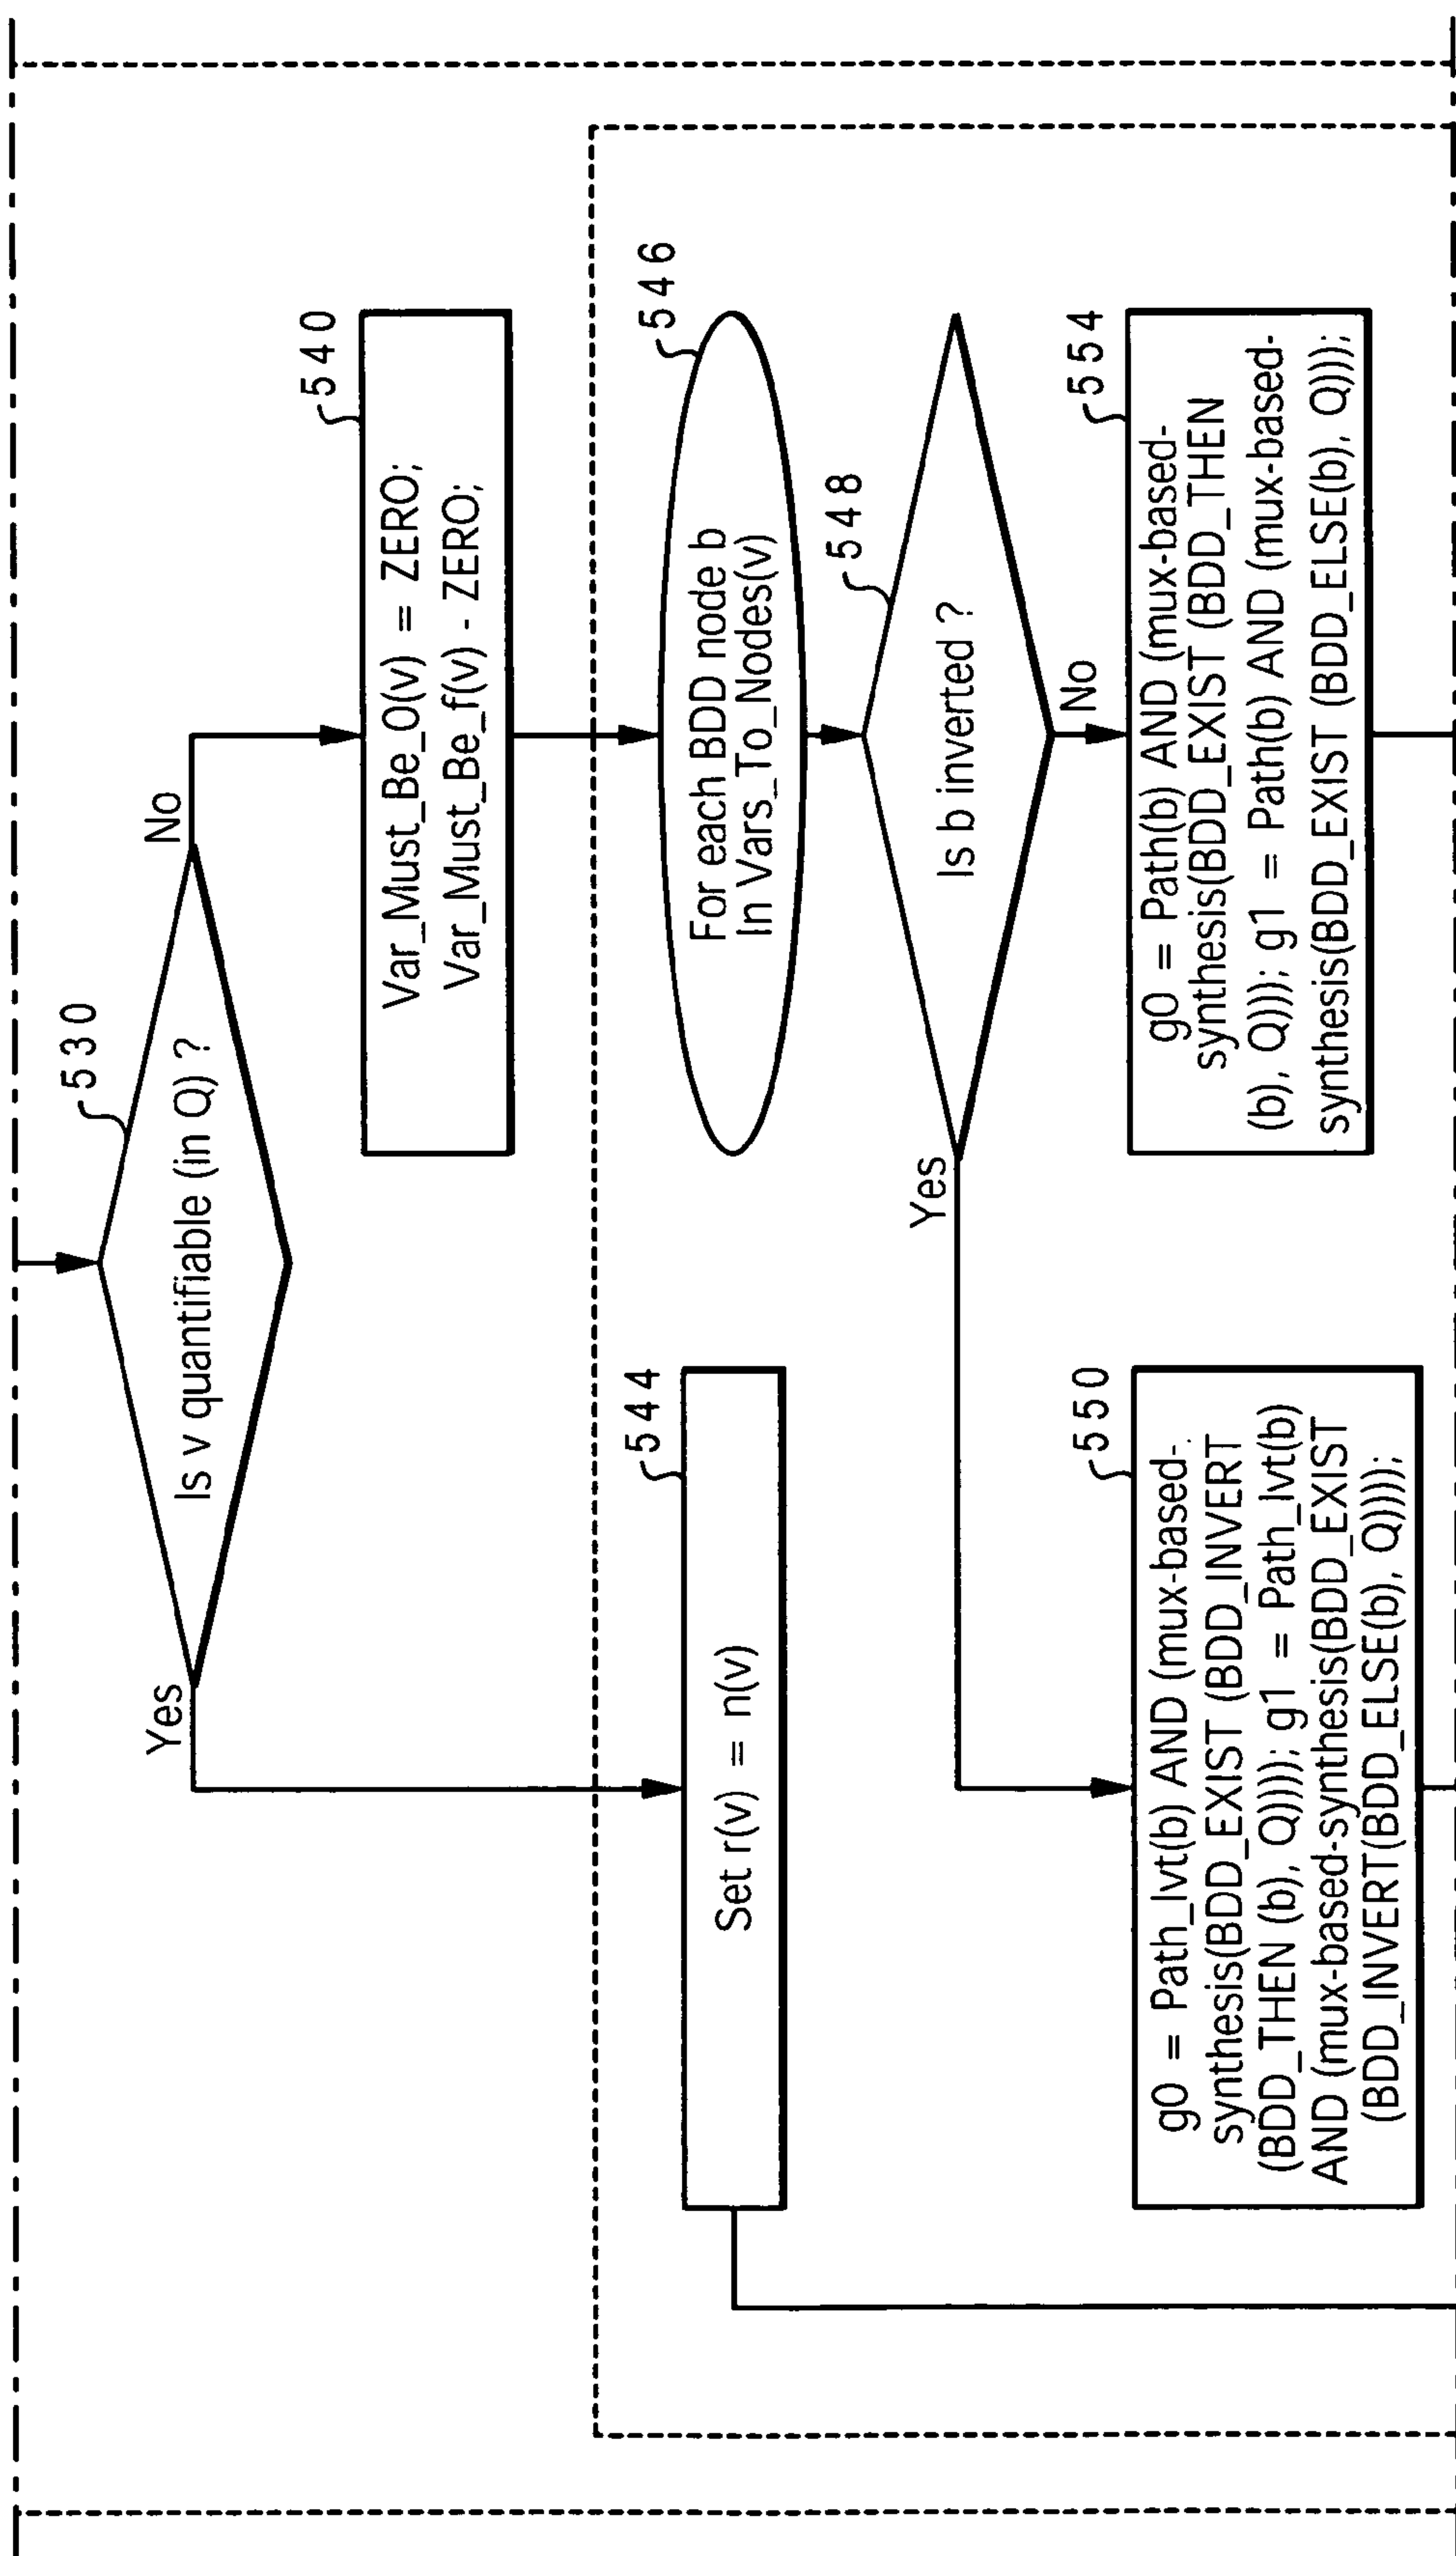 530
Is v quantifiable (in Q) ?
Yes
No
540
Var_Must_Be_0(v) = ZERO;
Var_Must_Be_f(v) - ZERO;
544
Set r(v) = n(v)
546
For each BDD node b
In Vars_To_Nodes(v)
548
Is b inverted ?
Yes
No
550
g0 = Path_Ivt(b) AND (mux-based-
synthesis(BDD_EXIST (BDD_INVERT
(BDD_THEN (b), Q)))); g1 = Path_Ivt(b)
AND (mux-based-synthesis(BDD_EXIST
(BDD_INVERT(BDD_ELSE(b), Q)))));
554
g0 = Path(b) AND (mux-based-
synthesis(BDD_EXIST (BDD_THEN
(b), Q))); g1 = Path(b) AND (mux-based-
synthesis(BDD_EXIST (BDD_ELSE(b), Q))));